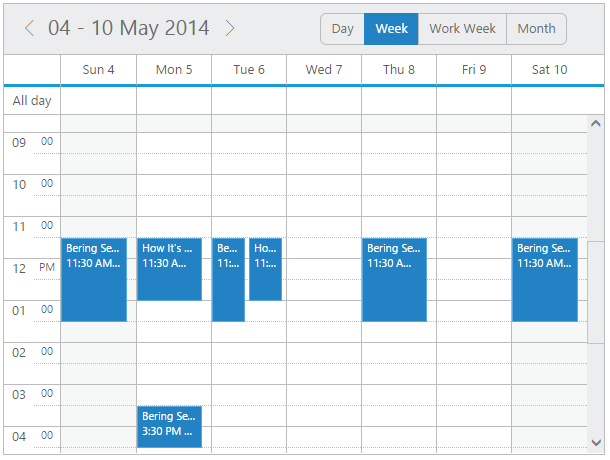 04 - 10 May 2014
Day Week Work Week Month
Sun 4 Mon 5 Tue 6 Wed 7 Thu 8 Fri 9 Sat 10
All day
09 00
10 00
11 00
Bering Se... How It's ... Be... Ho... Bering Se... Bering Se...
11:30 AM... 11:30 A... 11:... 11:... 11:30 A... 11:30 AM...
12 PM
01 00
02 00
03 00
Bering Se...
3:30 PM ...
04 00